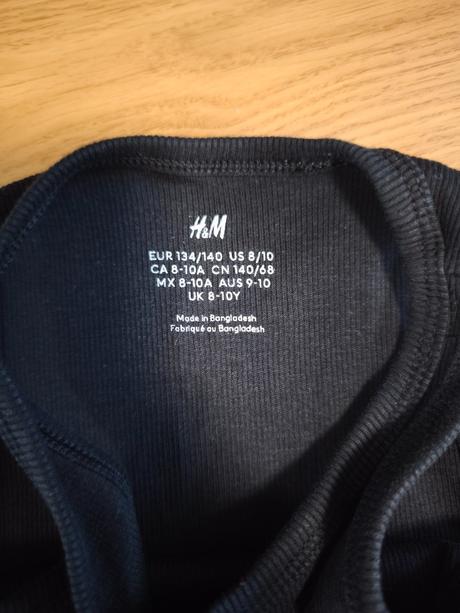 H&M
EUR 134/140 US 8/10
CA 8-10A CN 140/68
MX 8-10A AUS 9-10
UK 8-10Y
Made in Bangladesh
Fabriqué au Bangladesh